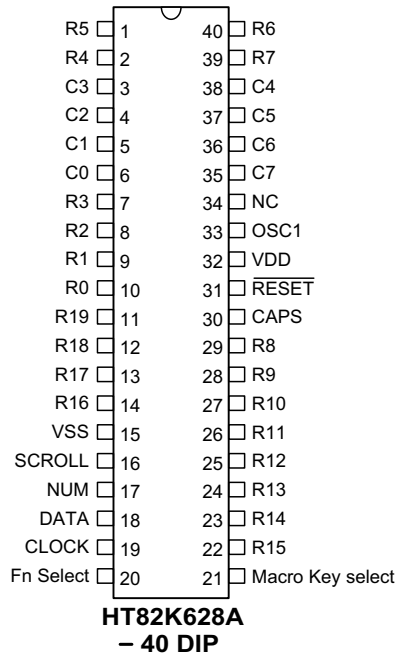 R5 1 40 R6
R4 2 39 R7
C3 3 38 C4
C2 4 37 C5
C1 5 36 C6
C0 6 35 C7
R3 7 34 NC
R2 8 33 OSC1
R1 9 32 VDD
R0 10 31 RESET
R19 11 30 CAPS
R18 12 29 R8
R17 13 28 R9
R16 14 27 R10
VSS 15 26 R11
SCROLL 16 25 R12
NUM 17 24 R13
DATA 18 23 R14
CLOCK 19 22 R15
Fn Select 20 21 Macro Key select
HT82K628A
– 40 DIP